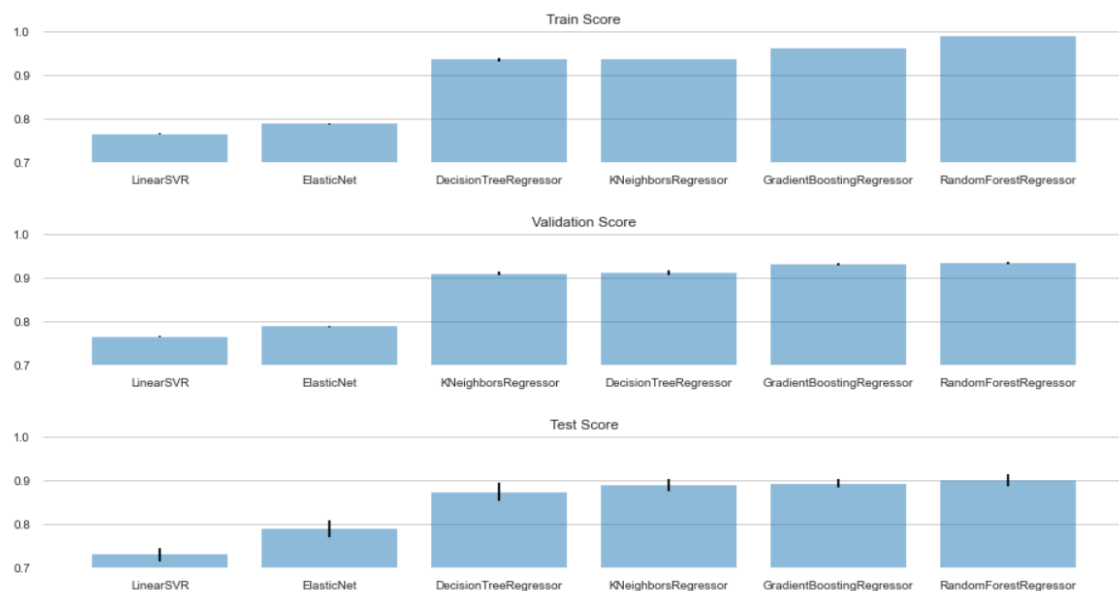 Train Score
1.0
0.9
0.8
0.7
LinearSVR ElasticNet DecisionTreeRegressor KNeighborsRegressor GradientBoostingRegressor RandomForestRegressor
Validation Score
1.0
0.9
0.8
0.7
LinearSVR ElasticNet KNeighborsRegressor DecisionTreeRegressor GradientBoostingRegressor RandomForestRegressor
Test Score
1.0
0.9
0.8
0.7
LinearSVR ElasticNet DecisionTreeRegressor KNeighborsRegressor GradientBoostingRegressor RandomForestRegressor